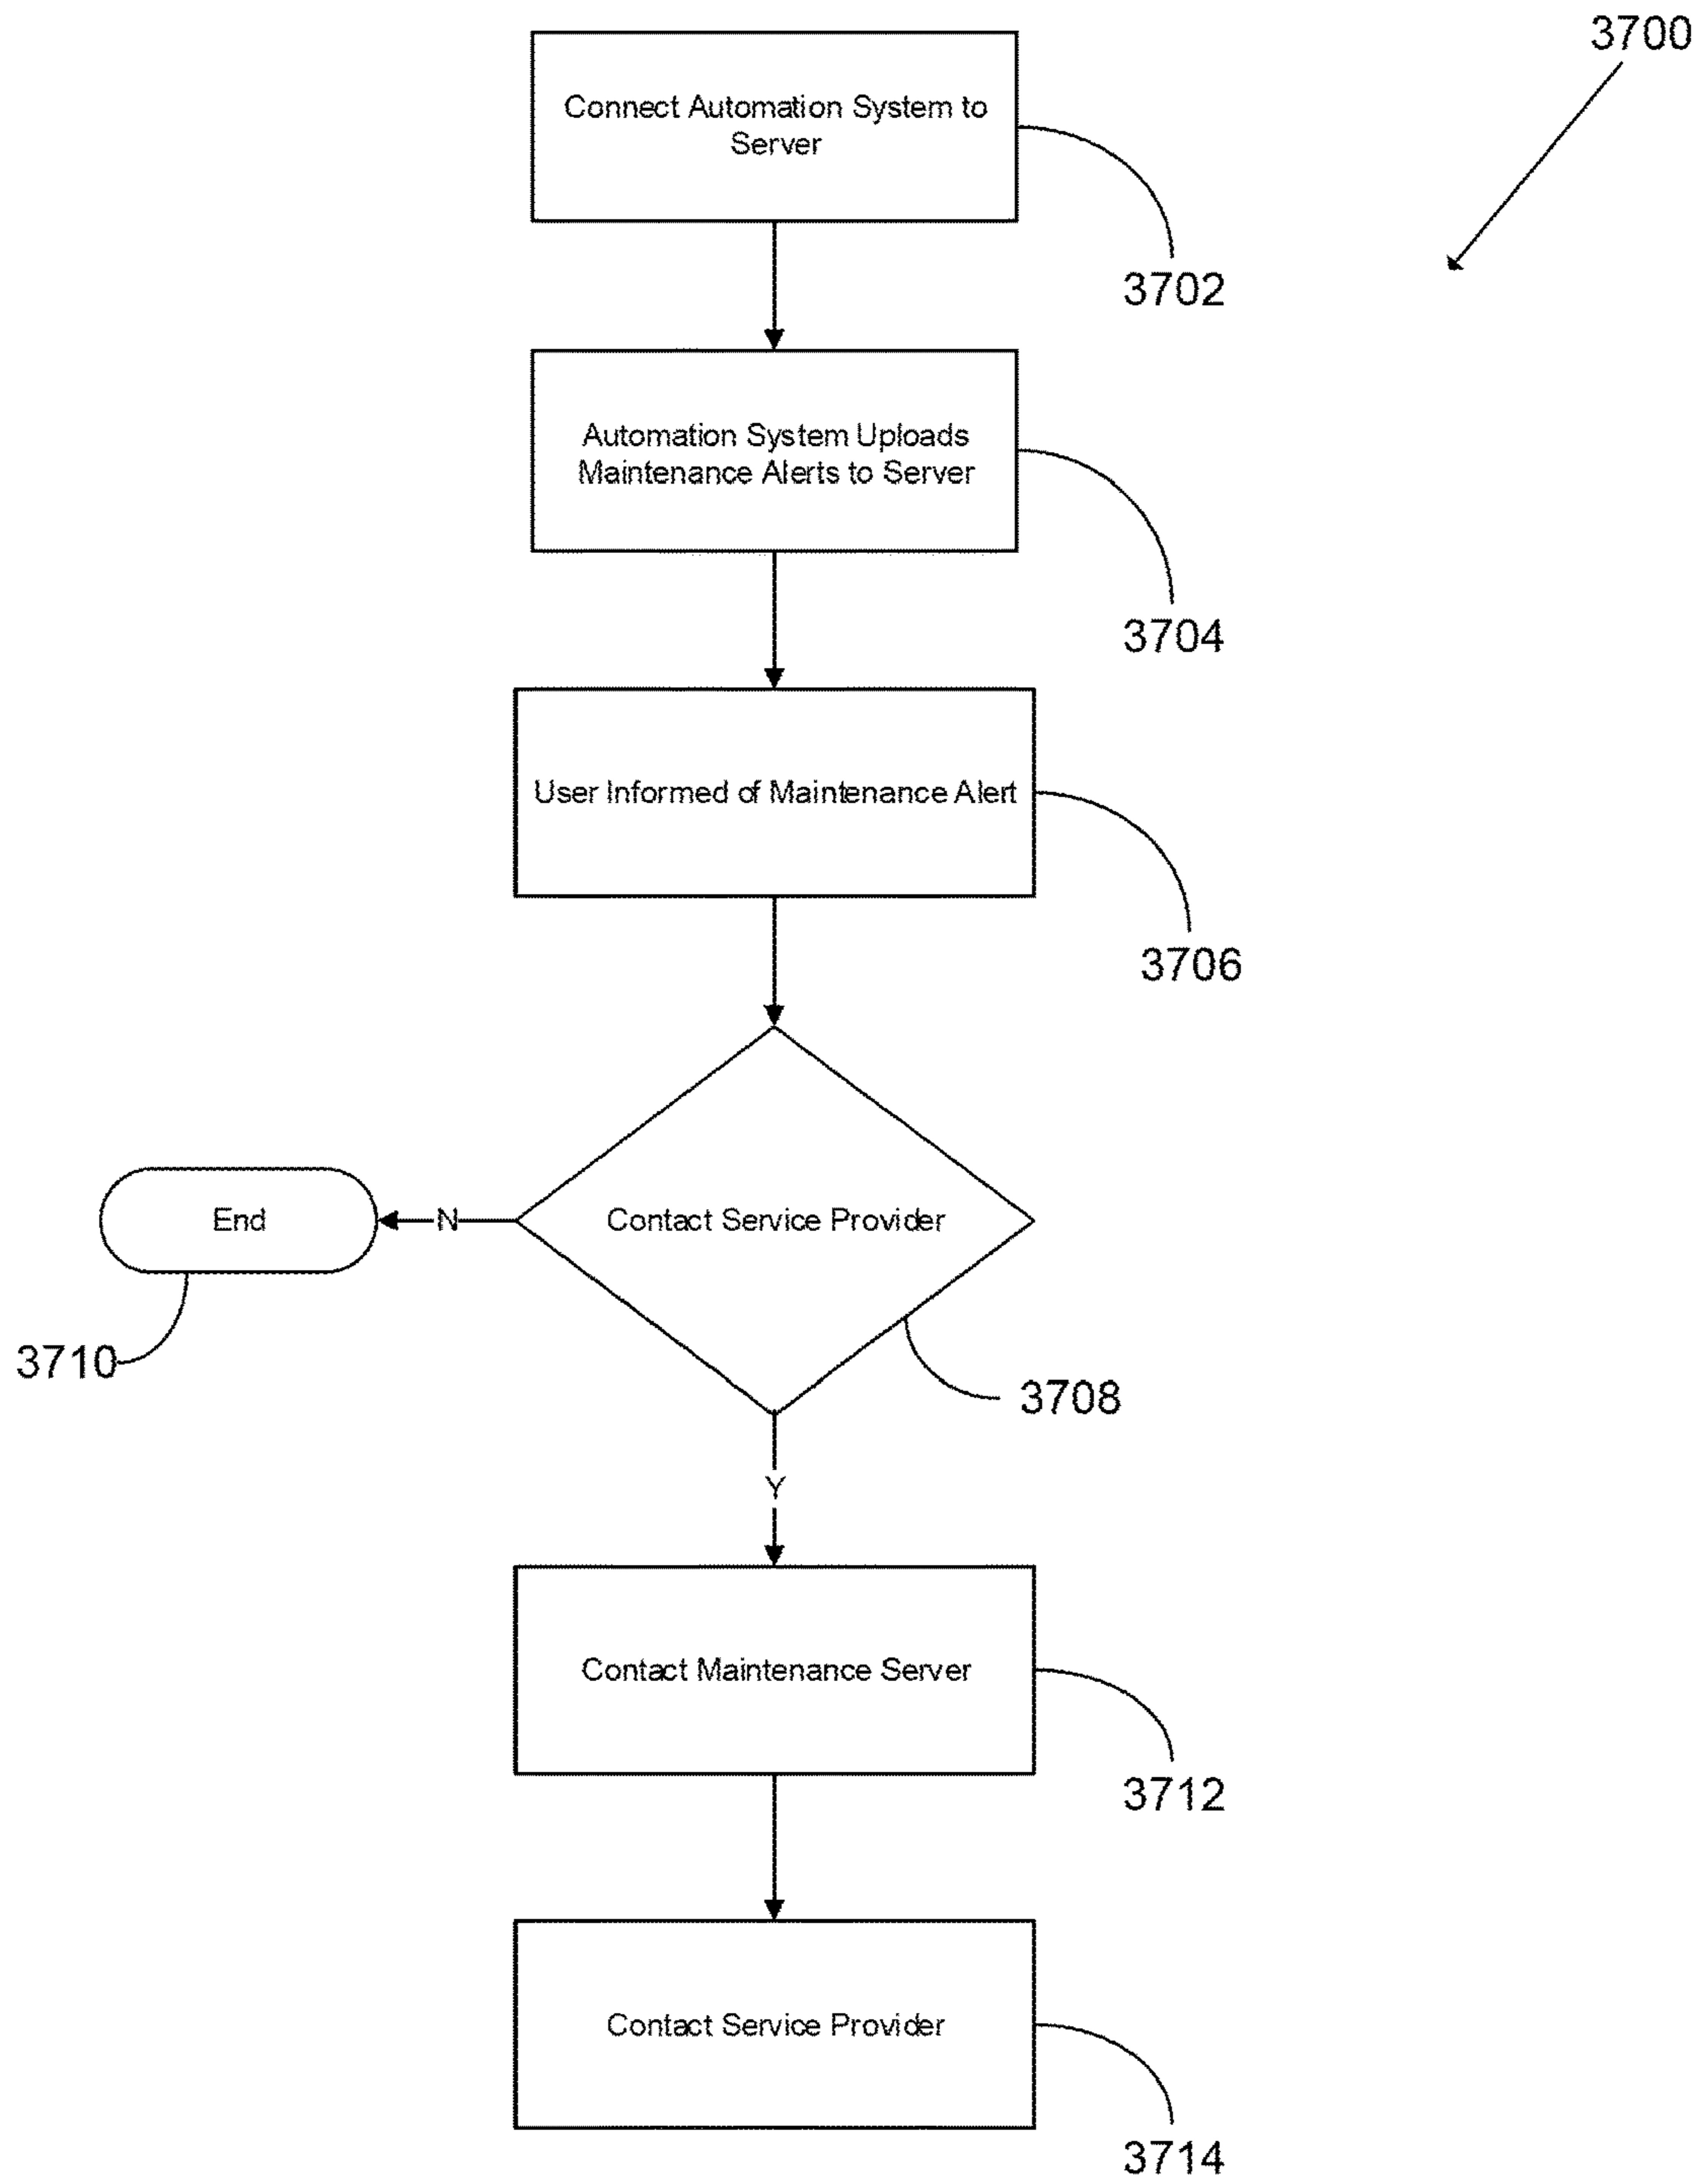 3700
Connect Automation System to
Server
3702
Automation System Uploads
Maintenance Alerts to Server
3704
User Informed of Maintenance Alert
3706
End
N
Contact Service Provider
3710
3708
Y
Contact Maintenance Server
3712
Contact Service Provider
3714